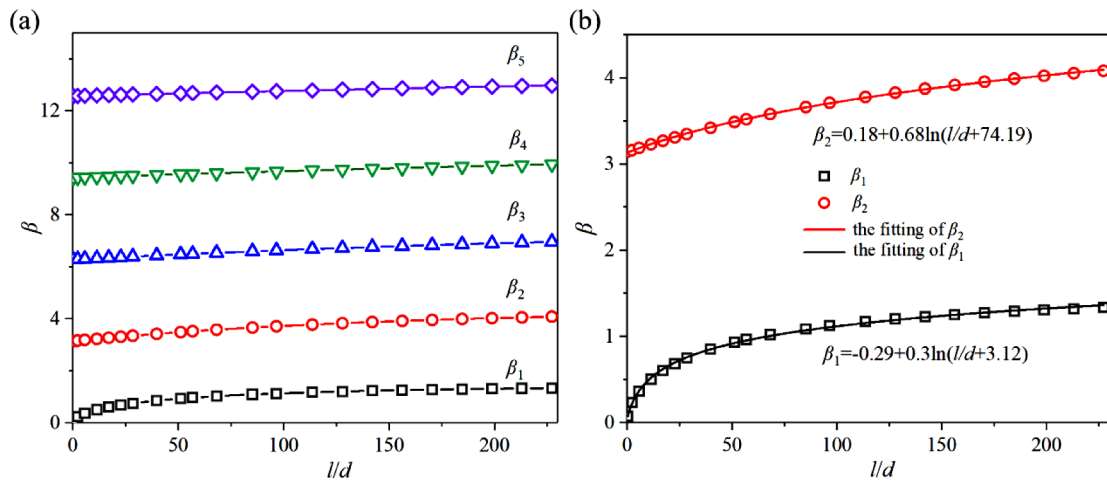 (a)
β5
β4
β3
β2
β1
12
8
4
0
β
0
50
100
150
200
l/d
(b)
4
3
2
1
0
β
β2=0.18+0.68ln(l/d+74.19)
β1
β2
the fitting of β2
the fitting of β1
β1=-0.29+0.3ln(l/d+3.12)
0
50
100
150
200
l/d